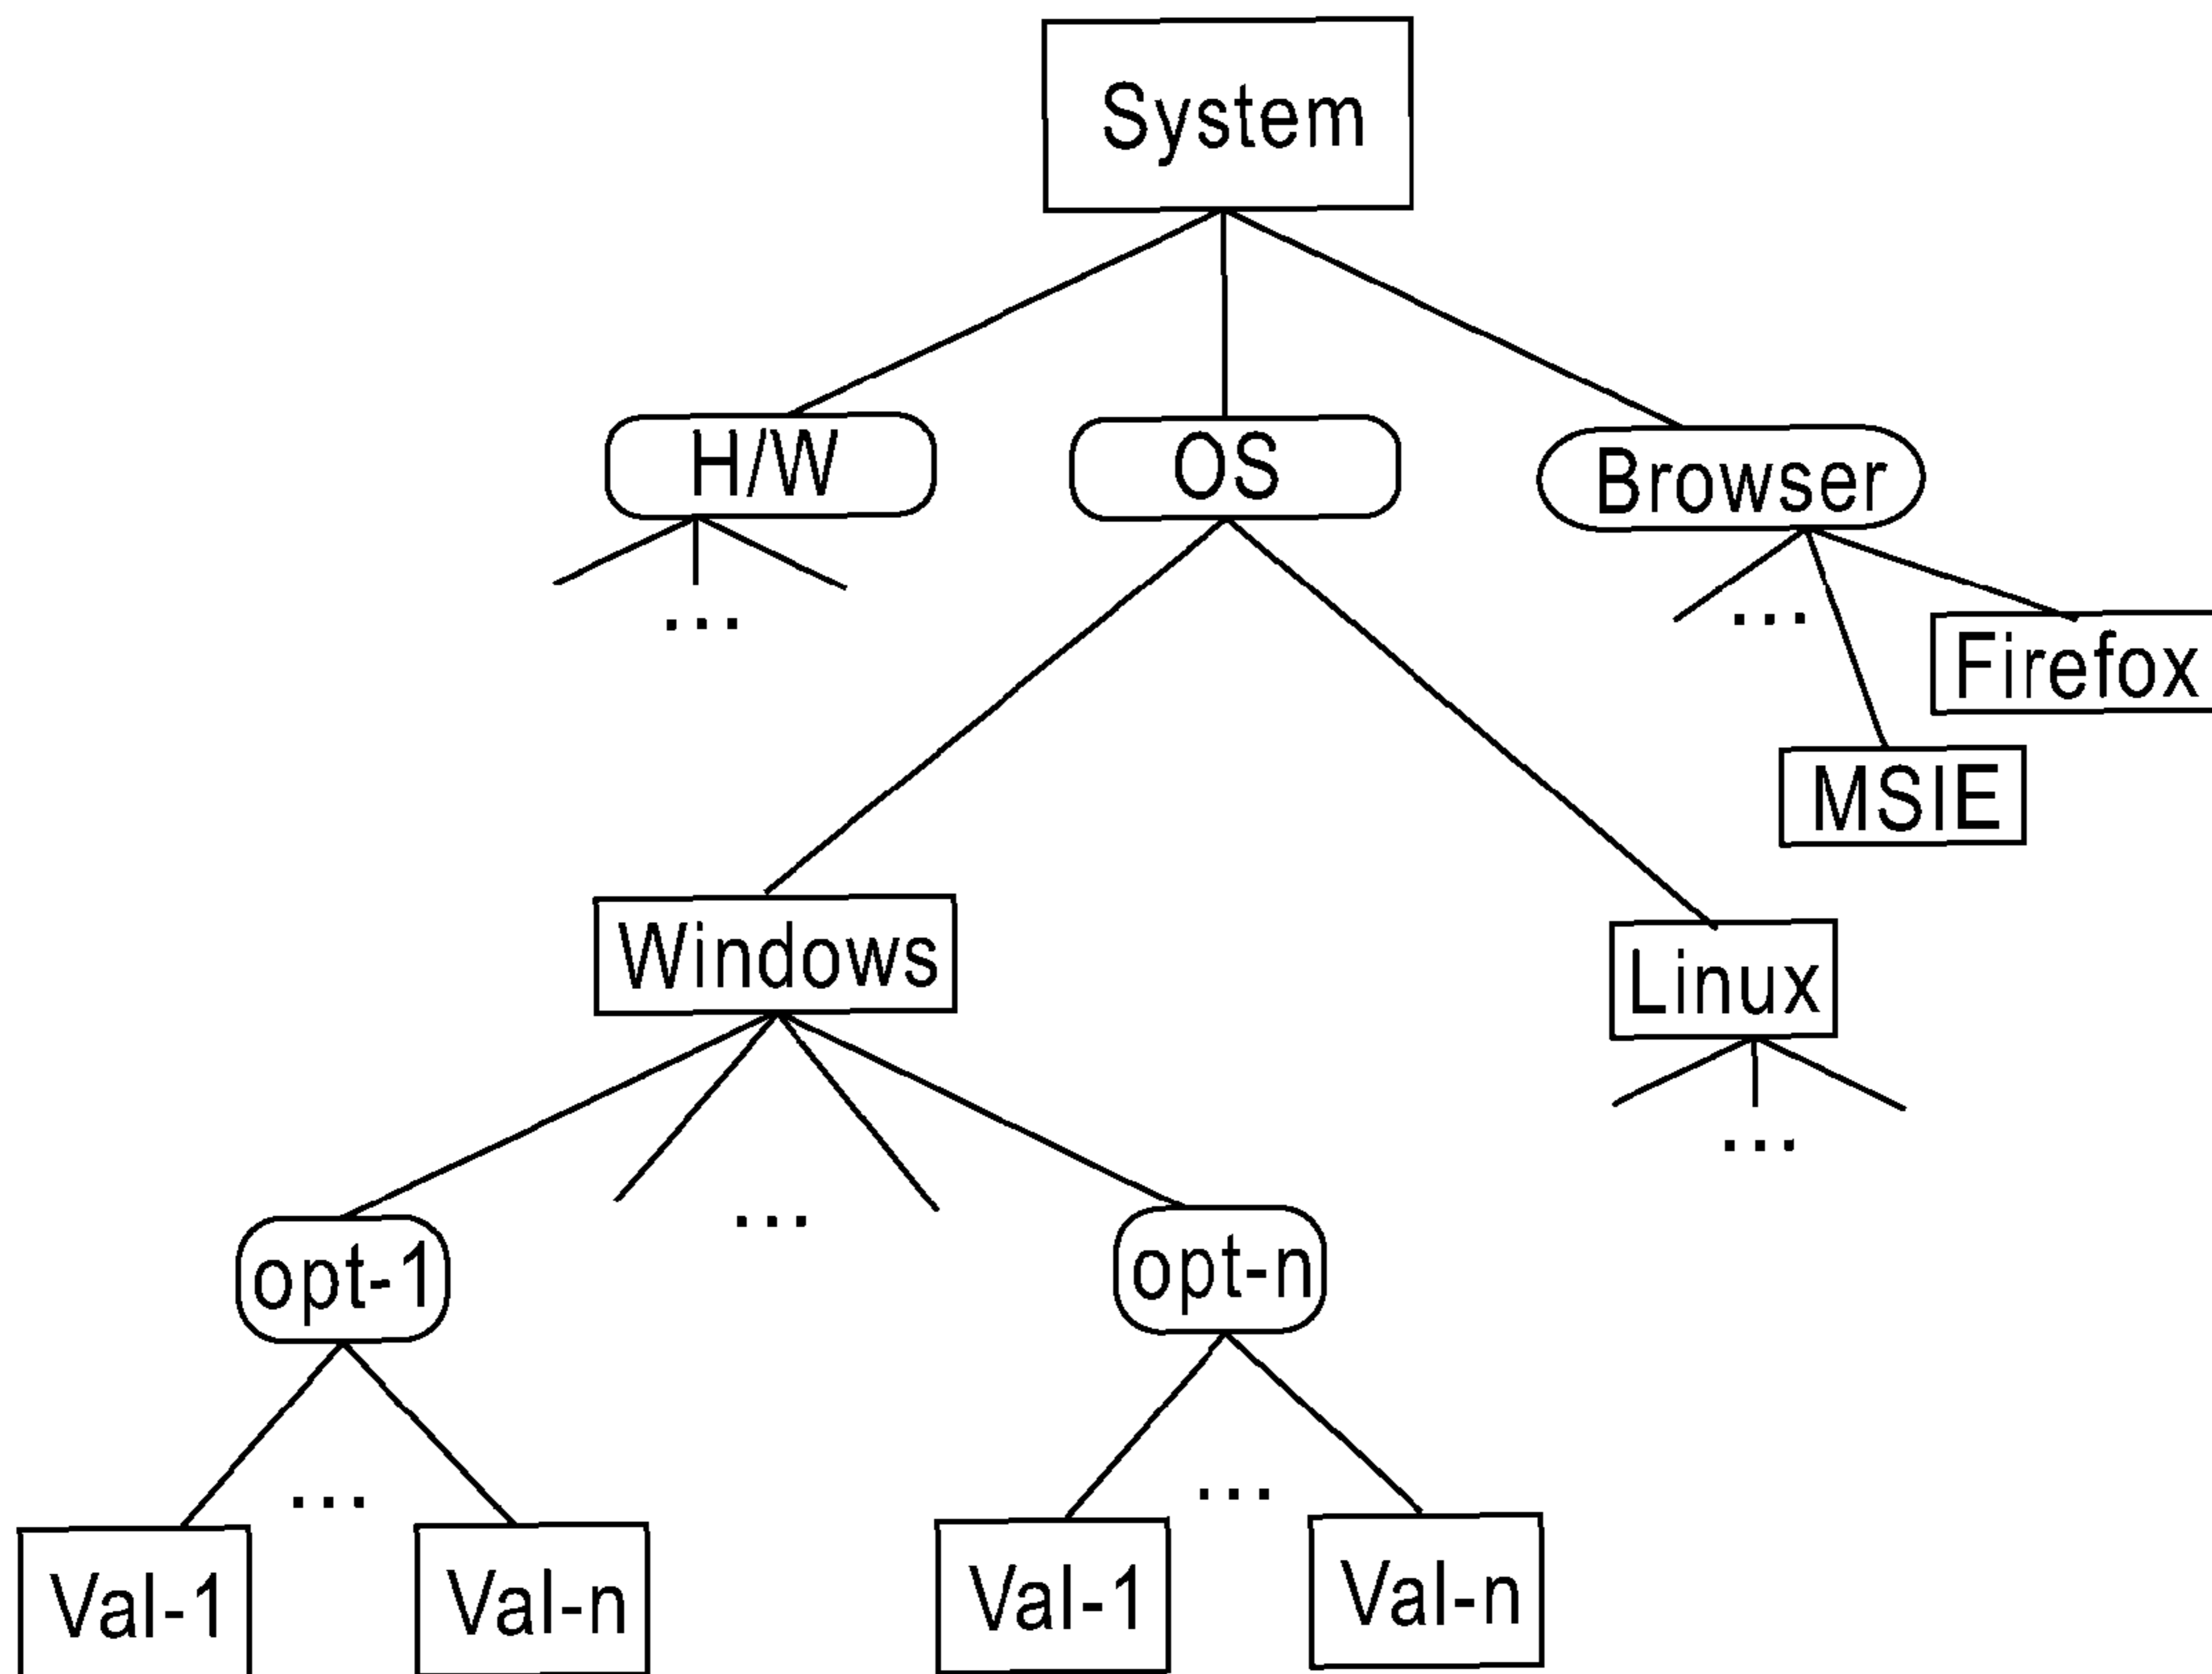 System
H/W
OS
Browser
...
...
Firefox
MSIE
Windows
Linux
...
...
opt-1
opt-n
...
...
Val-1
Val-n
Val-1
Val-n